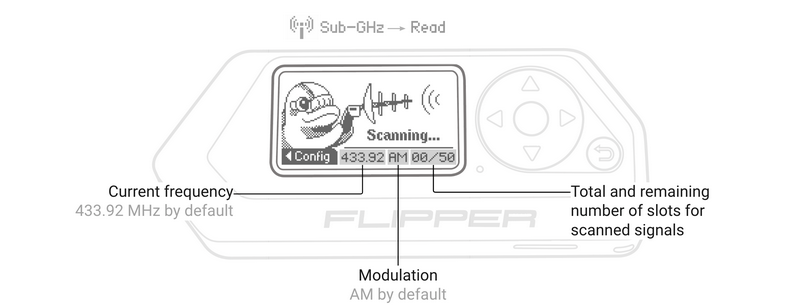 Sub-GHz → Read
Scanning...
Config 433.92 AM 00/50
Current frequency
433.92 MHz by default
Total and remaining
number of slots for
scanned signals
FLIPPER
Modulation
AM by default